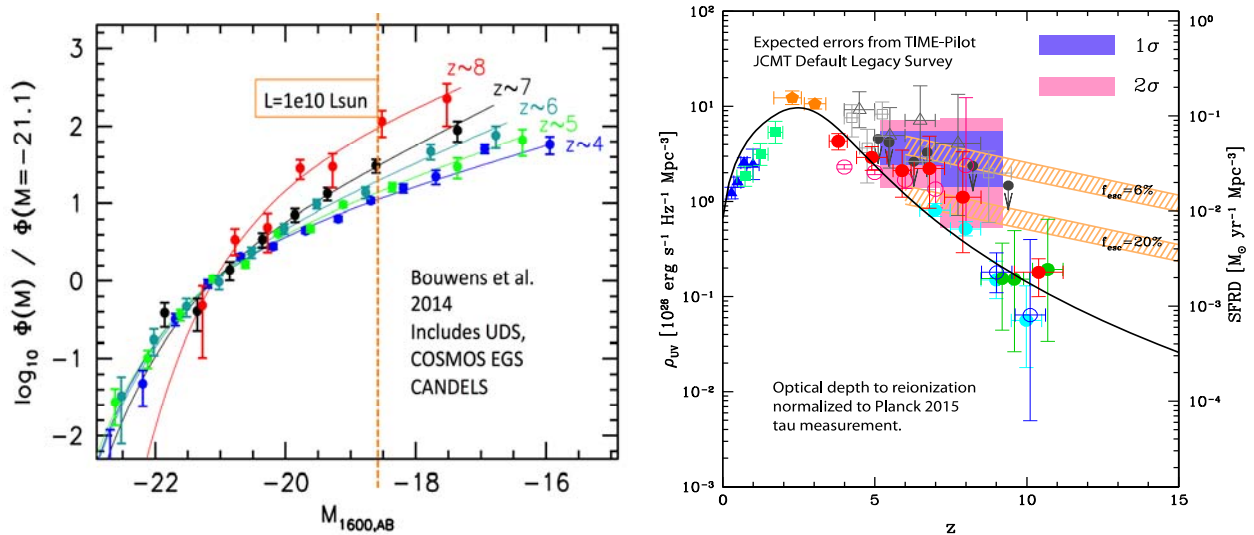 3
2
1
0
−1
−2
log₁₀ Φ(M) / Φ(M=−21.1)
−22
−20
−18
−16
M₁₆₀₀,AB
L=1e10 Lsun
z~8
z~7
z~6
z~5
z~4
Bouwens et al.
2014
Includes UDS,
COSMOS EGS
CANDELS
10²
10¹
10⁰
10⁻¹
10⁻²
10⁻³
ρ_UV [10²⁶ erg s⁻¹ Hz⁻¹ Mpc⁻³]
Expected errors from TIME-Pilot
JCMT Default Legacy Survey
1σ
2σ
f_esc=6%
f_esc=20%
Optical depth to reionization
normalized to Planck 2015
tau measurement.
0
5
10
15
z
10⁰
10⁻¹
10⁻²
10⁻³
10⁻⁴
SFRD [M☉ yr⁻¹ Mpc⁻³]